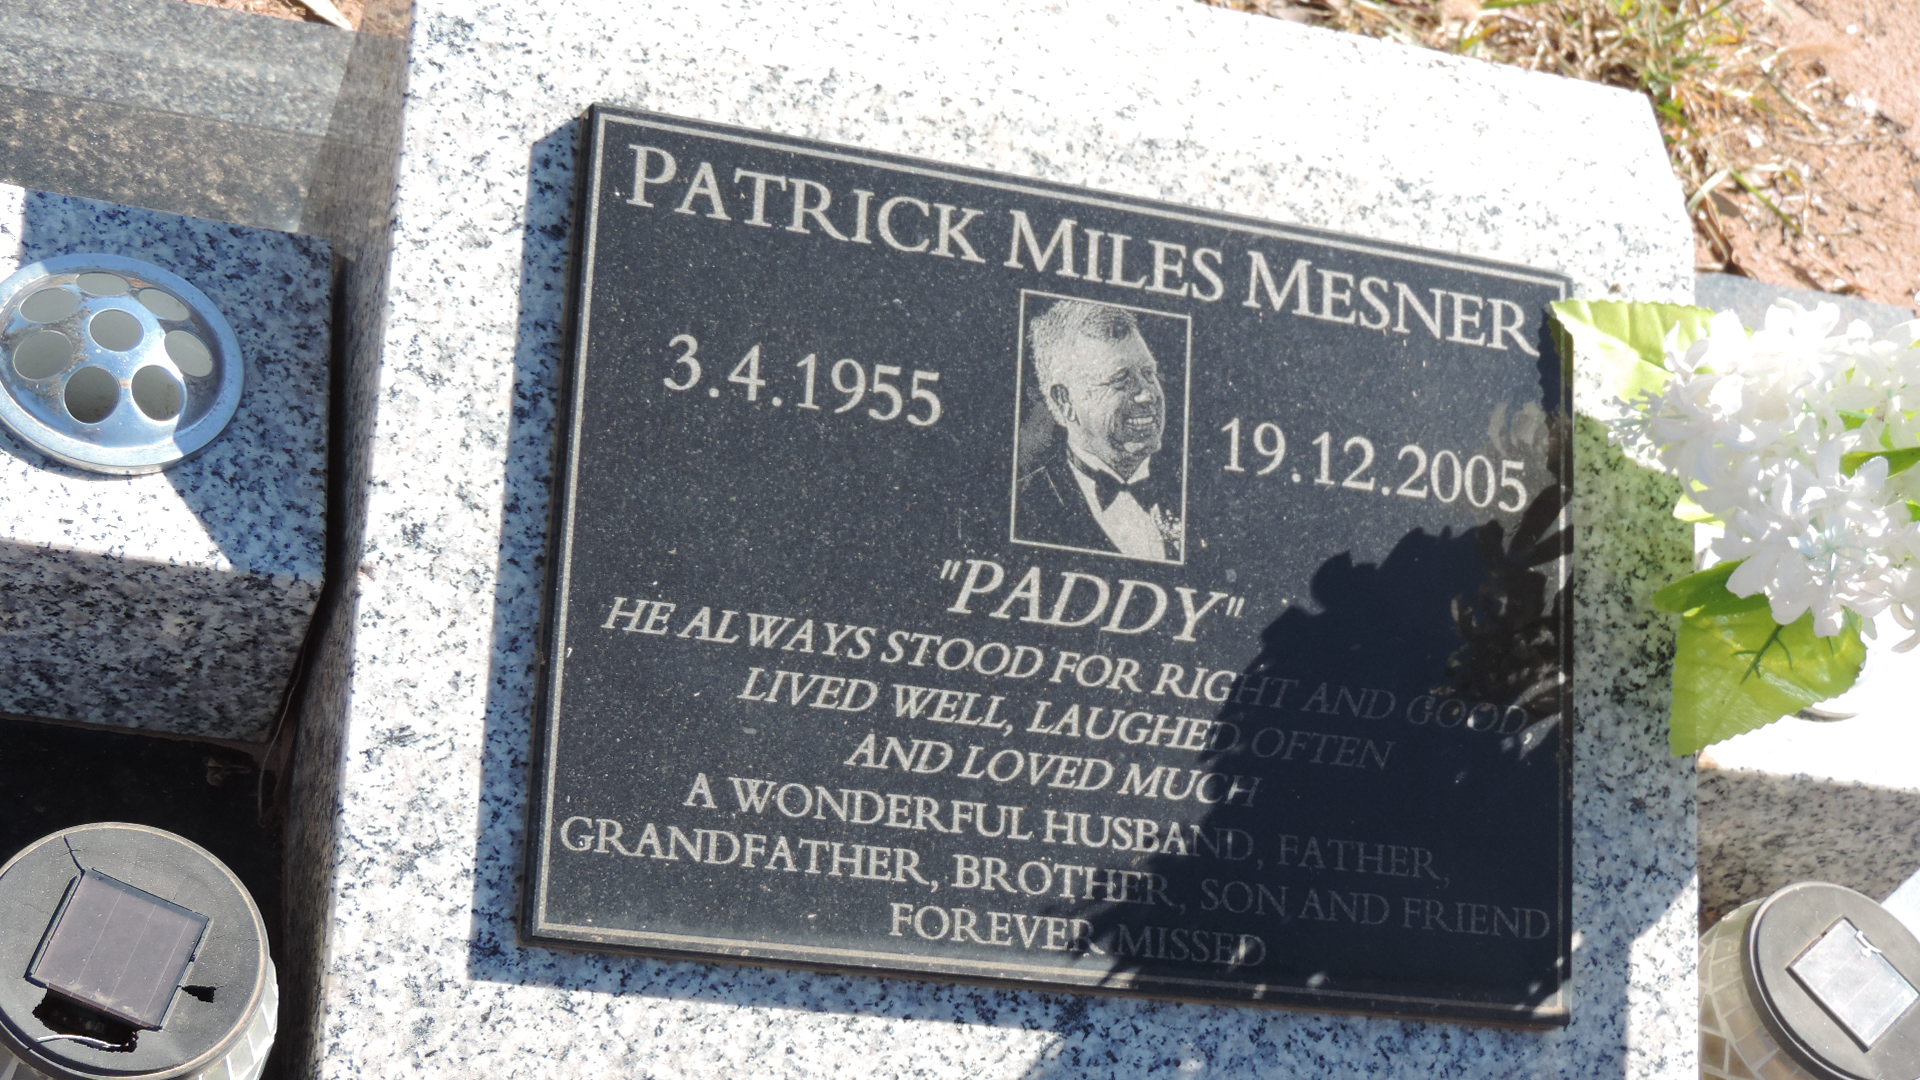 PATRICK MILES MESNER
3.4.1955
19.12.2005
"PADDY"
HE ALWAYS STOOD FOR RIGHT AND GOOD,
LIVED WELL, LAUGHED OFTEN
AND LOVED MUCH
A WONDERFUL HUSBAND, FATHER,
GRANDFATHER, BROTHER, SON AND FRIEND
FOREVER MISSED